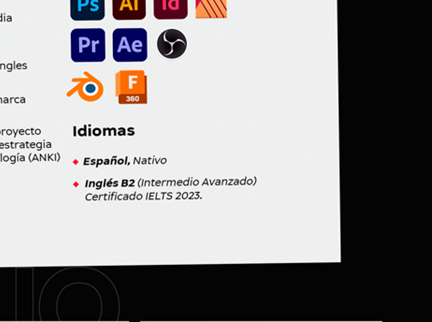 dia
Ps Ai Id
Pr Ae
ngles
F
360
marca
Idiomas
proyecto
estrategia
logía (ANKI)
Español, Nativo
Inglés B2 (Intermedio Avanzado)
Certificado IELTS 2023.